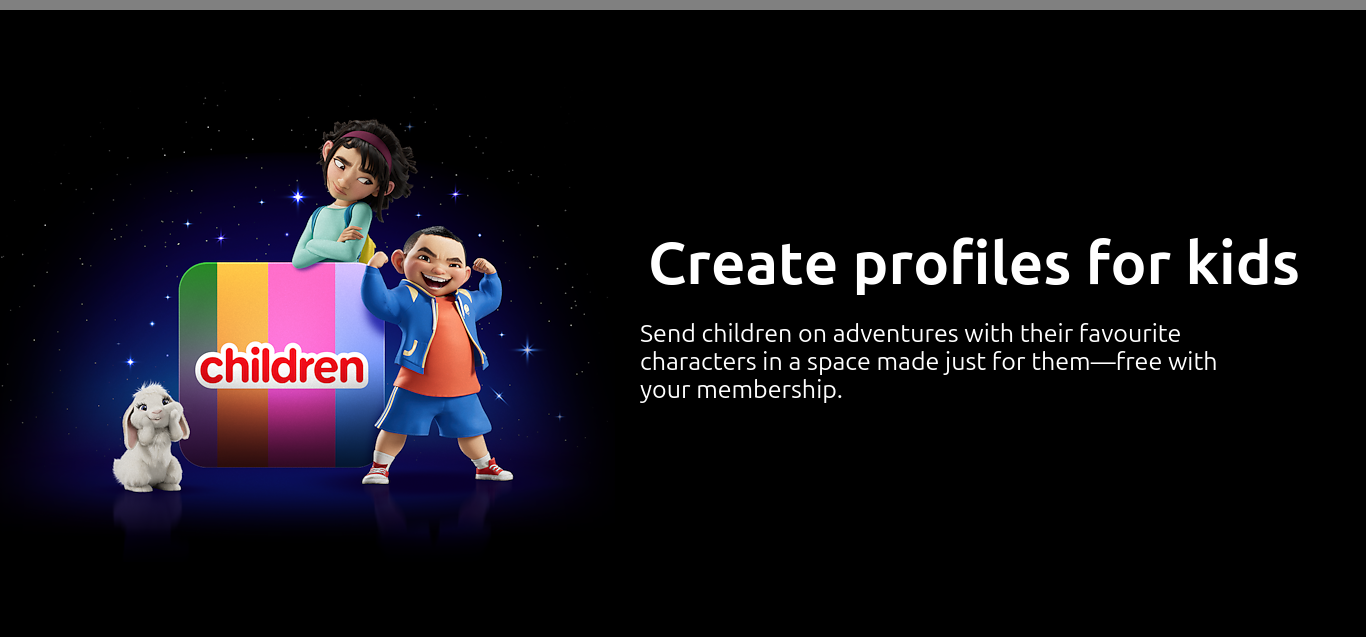 children
Create profiles for kids
Send children on adventures with their favourite
characters in a space made just for them—free with
your membership.